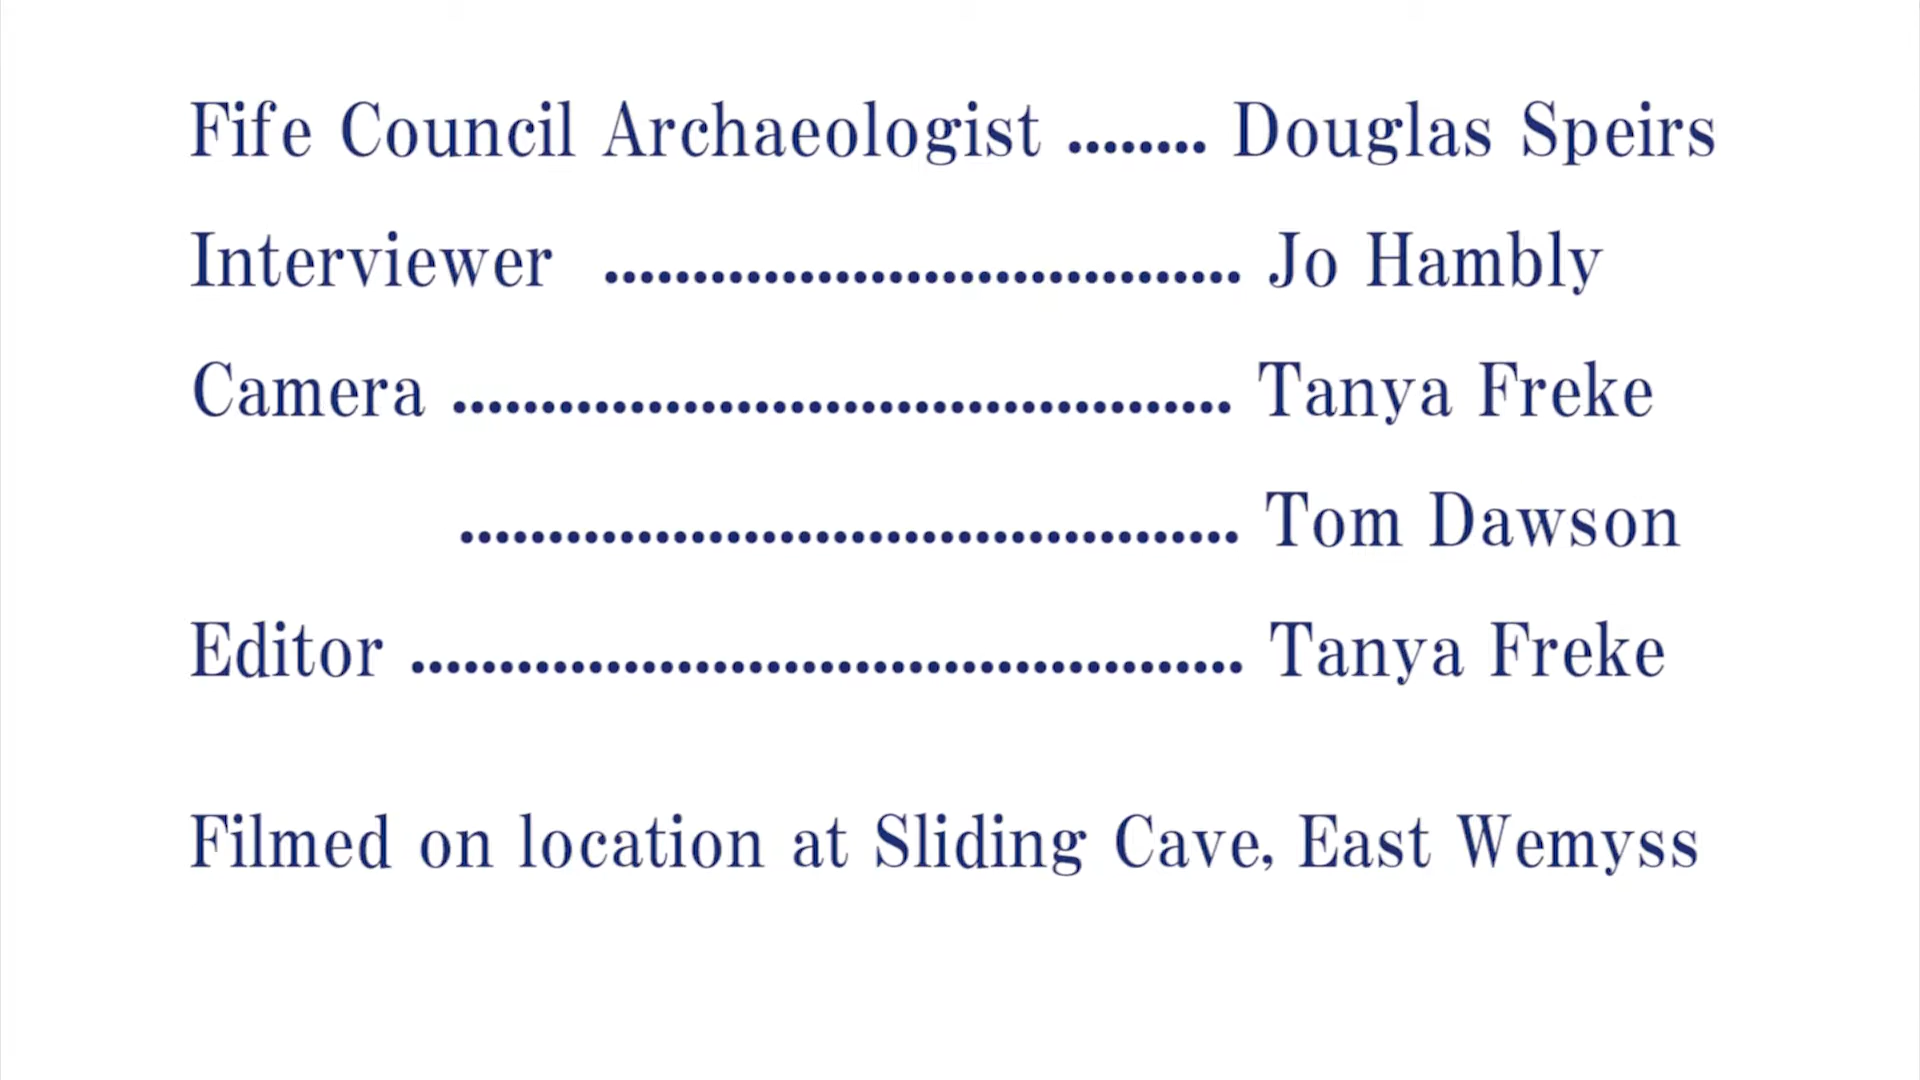 Fife Council Archaeologist ........ Douglas Speirs
Interviewer .................................... Jo Hambly
Camera ............................................ Tanya Freke
............................................ Tom Dawson
Editor ............................................... Tanya Freke
Filmed on location at Sliding Cave, East Wemyss